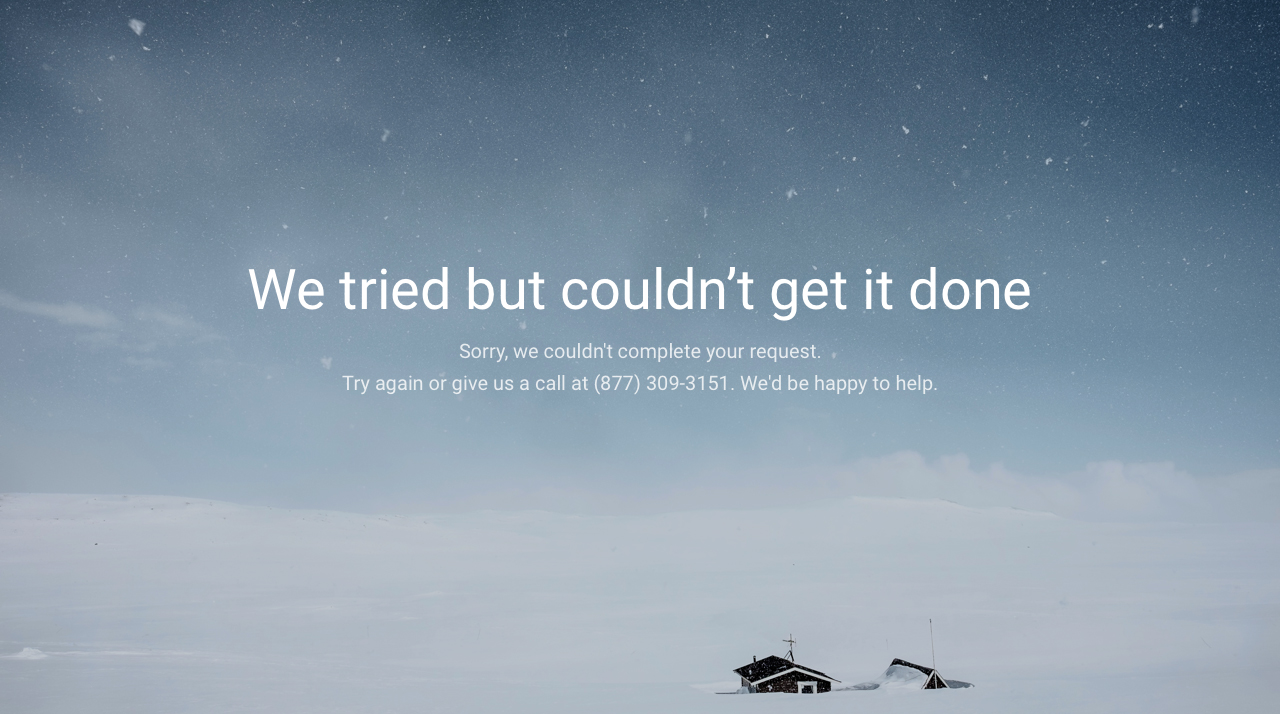 We tried but couldn’t get it done
Sorry, we couldn't complete your request.
Try again or give us a call at (877) 309-3151. We'd be happy to help.